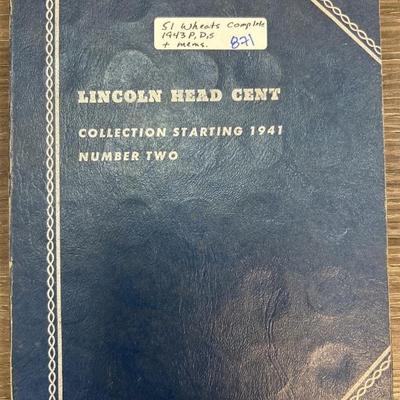 51 Wheats Complete
1943 P, D, S
+ mems. 871
LINCOLN HEAD CENT
COLLECTION STARTING 1941
NUMBER TWO